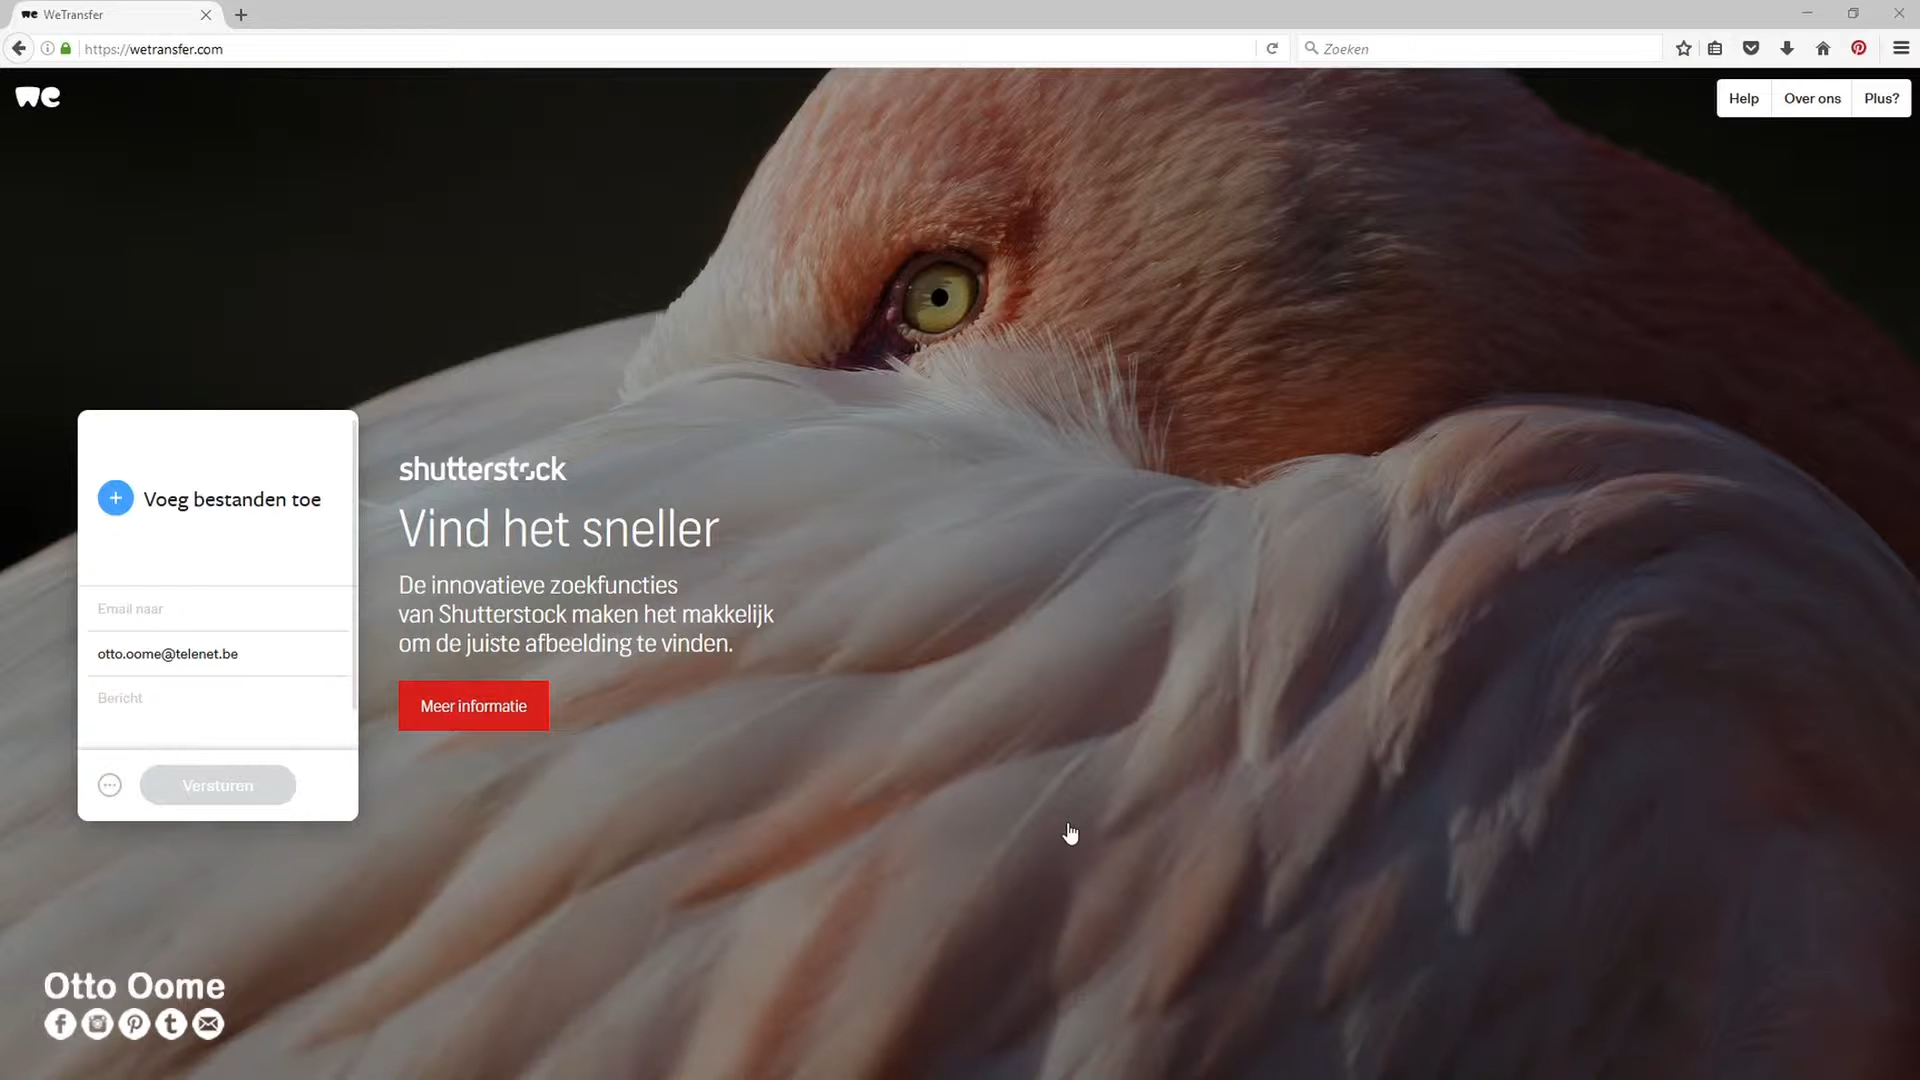 WeTransfer
https://wetransfer.com
Zoeken
we
Help
Over ons
Plus?
Voeg bestanden toe
Email naar
otto.oome@telenet.be
Bericht
Versturen
shutterstock
Vind het sneller
De innovatieve zoekfuncties
van Shutterstock maken het makkelijk
om de juiste afbeelding te vinden.
Meer informatie
Otto Oome